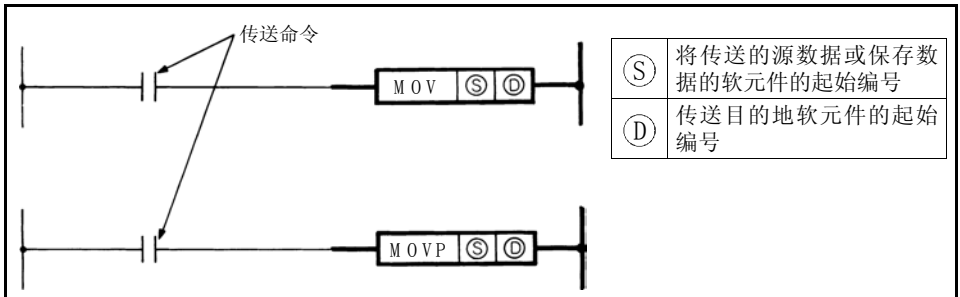 传送命令
MOV Ⓢ Ⓓ
Ⓢ 将传送的源数据或保存数
据的软元件的起始编号
Ⓓ 传送目的地软元件的起始
编号
MOVP Ⓢ Ⓓ